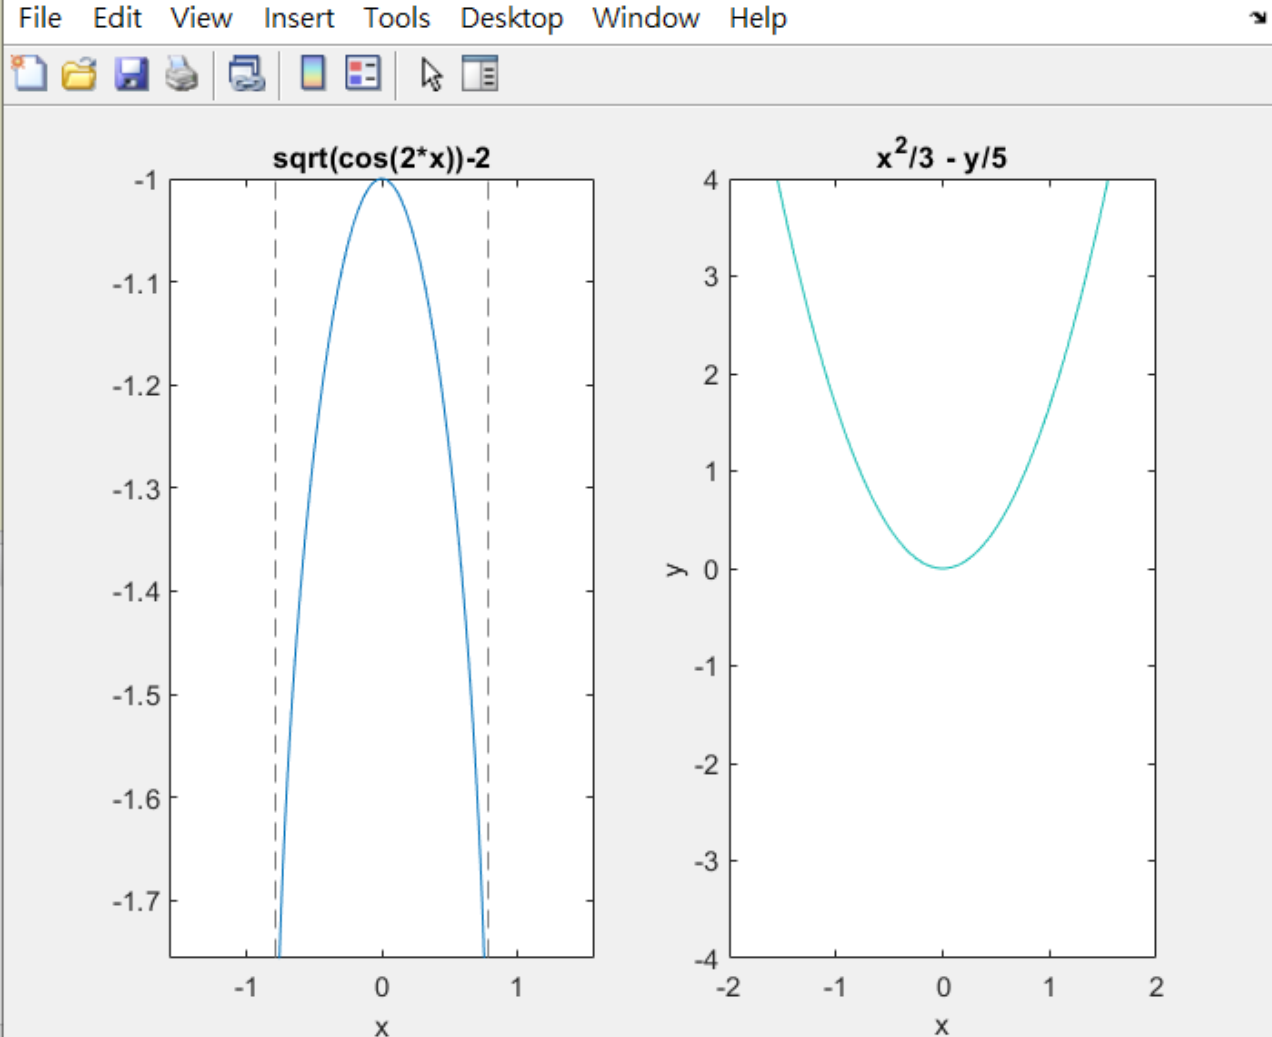 File Edit View Insert Tools Desktop Window Help
sqrt(cos(2*x))-2
-1
-1.1
-1.2
-1.3
-1.4
-1.5
-1.6
-1.7
-1 0 1
x
x^2/3 - y/5
4
3
2
1
0
-1
-2
-3
-4
y
-2 -1 0 1 2
x